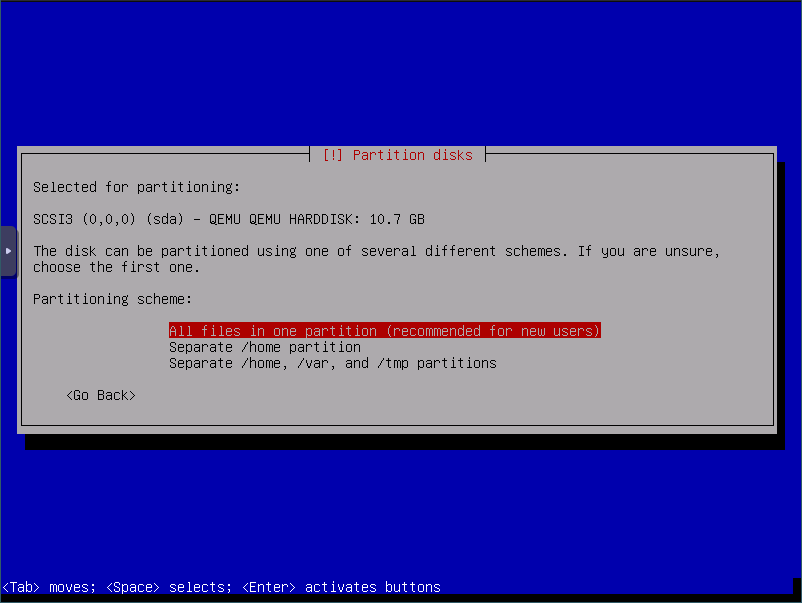 [!] Partition disks
Selected for partitioning:
SCSI3 (0,0,0) (sda) - QEMU QEMU HARDDISK: 10.7 GB
The disk can be partitioned using one of several different schemes. If you are unsure,
choose the first one.
Partitioning scheme:
All files in one partition (recommended for new users)
Separate /home partition
Separate /home, /var, and /tmp partitions
<Go Back>
<Tab> moves; <Space> selects; <Enter> activates buttons